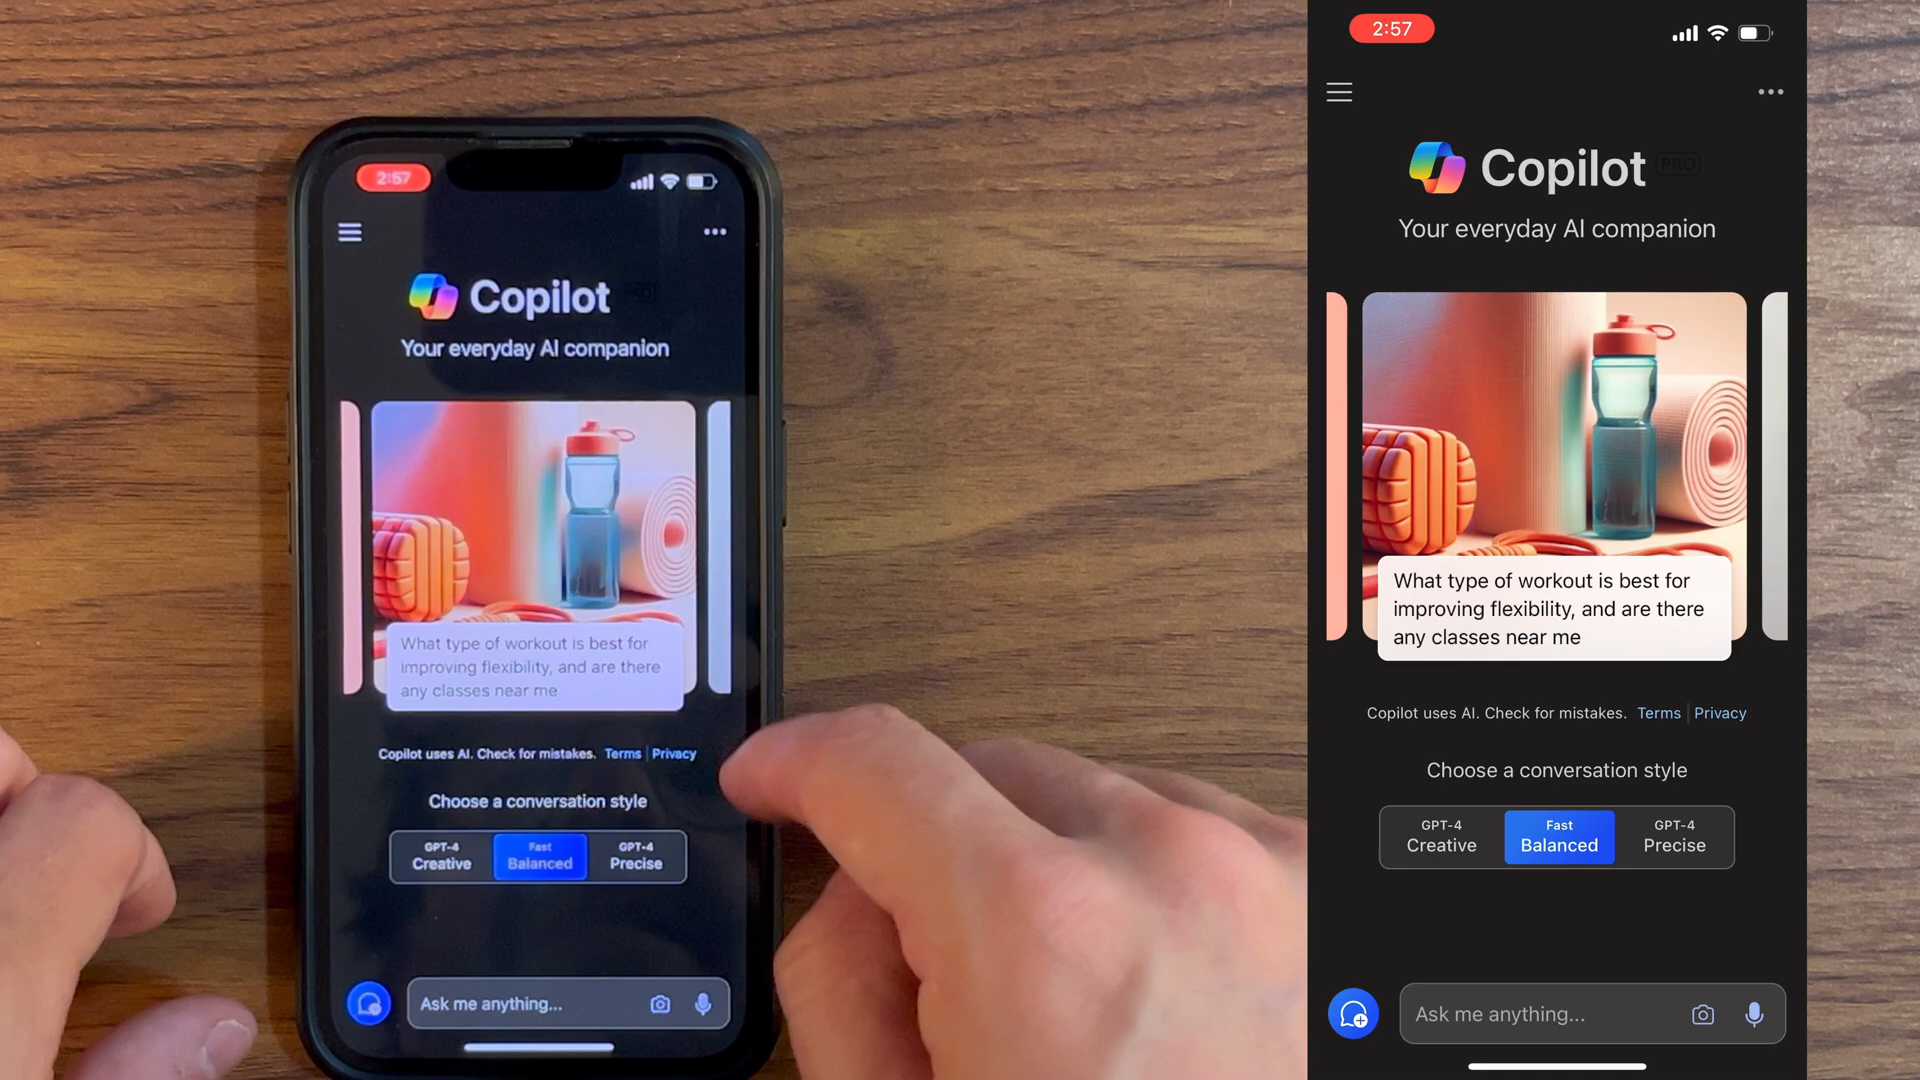 2:57
Copilot
Your everyday AI companion
What type of workout is best for
improving flexibility, and are there
any classes near me
Copilot uses AI. Check for mistakes. Terms | Privacy
Choose a conversation style
GPT-4 Creative
Fast Balanced
GPT-4 Precise
Ask me anything...
2:57
Copilot PRO
Your everyday AI companion
What type of workout is best for
improving flexibility, and are there
any classes near me
Copilot uses AI. Check for mistakes. Terms | Privacy
Choose a conversation style
GPT-4 Creative
Fast Balanced
GPT-4 Precise
Ask me anything...